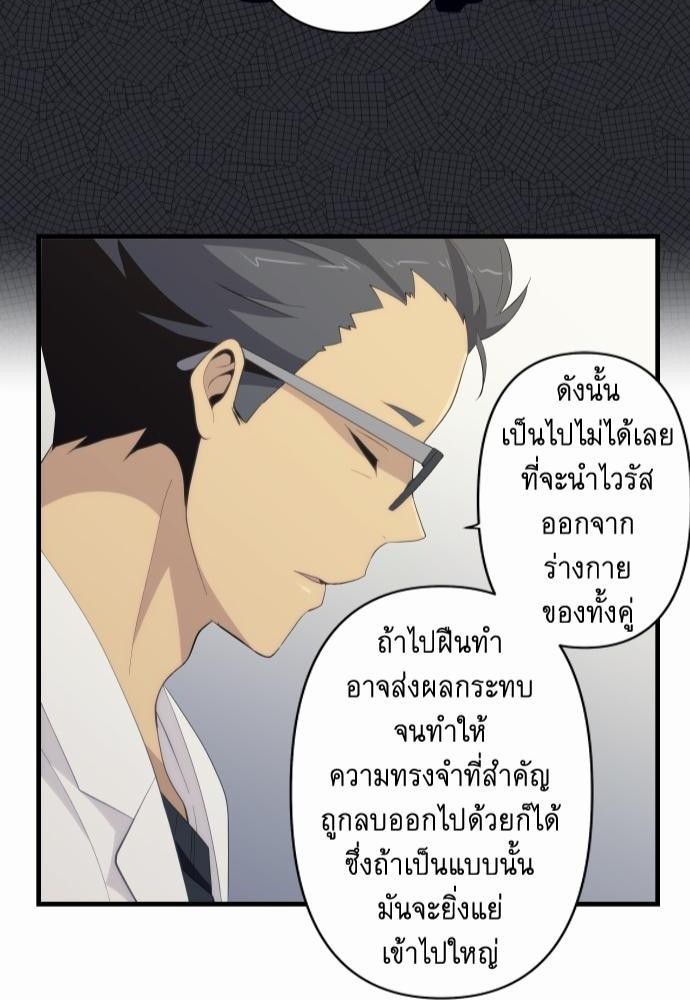 ดังนั้น
เป็นไปไม่ได้เลย
ที่จะนำไวรัส
ออกจาก
ร่างกาย
ของทั้งคู่
ถ้าไปฝืนทำ
อาจส่งผลกระทบ
จนทำให้
ความทรงจำที่สำคัญ
ถูกลบออกไปด้วยก็ได้
ซึ่งถ้าเป็นแบบนั้น
มันจะยิ่งแย่
เข้าไปใหญ่